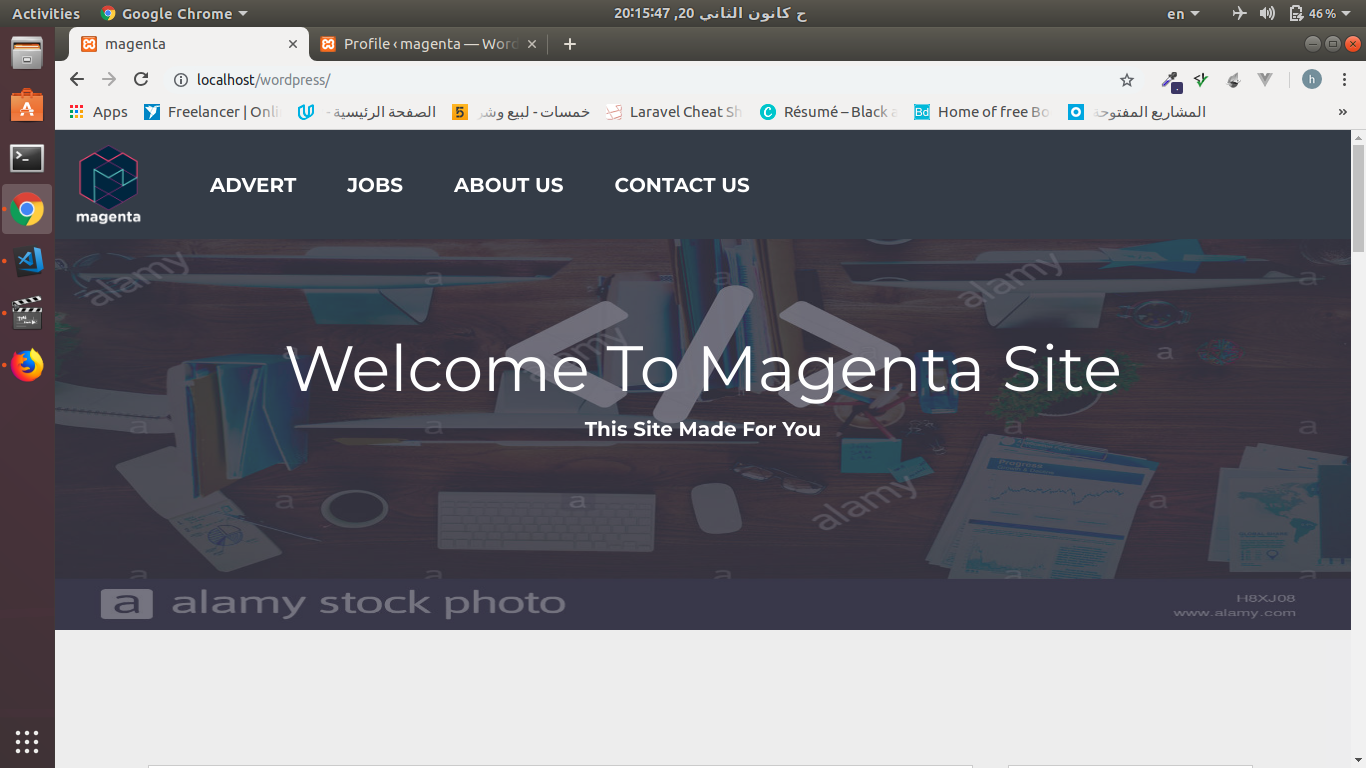 Activities Google Chrome ح كانون الثاني 20, 20:15:47 en 46%
magenta Profile ‹ magenta — Word
localhost/wordpress/ h
Apps Freelancer | Onli الصفحة الرئيسية - خمسات - لبيع وشر Laravel Cheat Sh Résumé – Black a Home of free Bo المشاريع المفتوحة »
magenta ADVERT JOBS ABOUT US CONTACT US
alamy a a alamy
</>
alamy a
Welcome To Magenta Site
This Site Made For You
a a a a
Progress
alamy
a a a
a a a a a
a alamy stock photo
H8XJ08
www.alamy.com